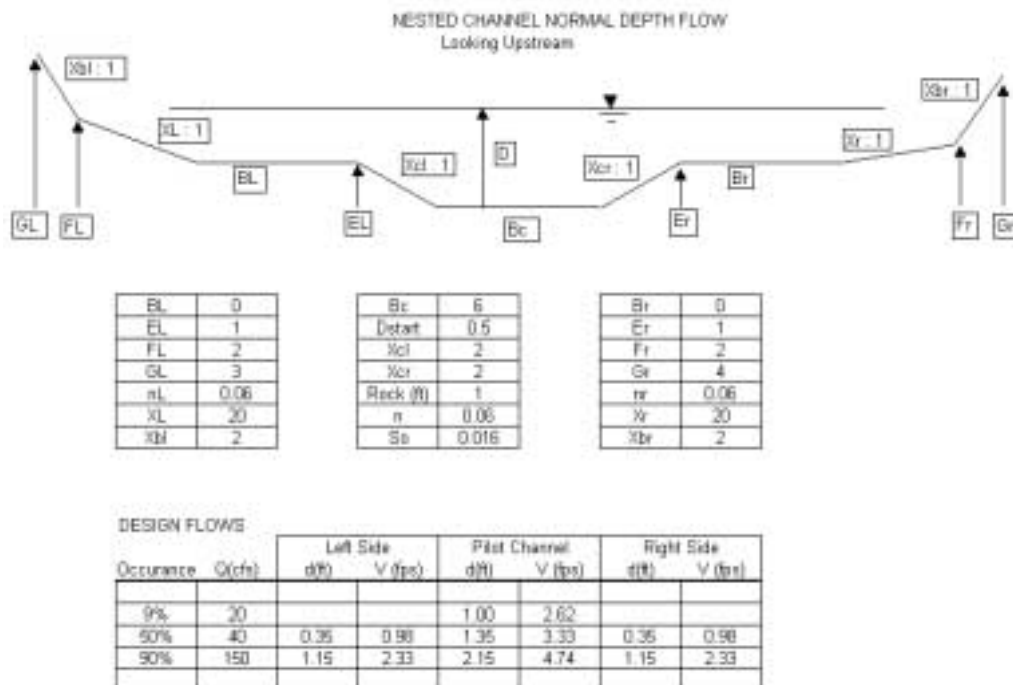 NESTED CHANNEL NORMAL DEPTH FLOW
Looking Upstream
Xbl : 1
XL : 1
BL
Xcl : 1
D
Xcr : 1
Br
Xr : 1
Xbr : 1
GL
FL
EL
Bc
Er
Fr
Gr
BL 0
EL 1
FL 2
GL 3
nL 0.06
XL 20
Xbl 2
Bc 6
Dstart 0.5
Xcl 2
Xcr 2
Rock (ft) 1
n 0.06
So 0.016
Br 0
Er 1
Fr 2
Gr 4
nr 0.06
Xr 20
Xbr 2
DESIGN FLOWS
Left Side Pilot Channel Right Side
Occurance Q(cfs) d(ft) V (fps) d(ft) V (fps) d(ft) V (fps)
9% 20 1.00 2.62
50% 40 0.35 0.98 1.35 3.33 0.35 0.98
90% 150 1.15 2.33 2.15 4.74 1.15 2.33